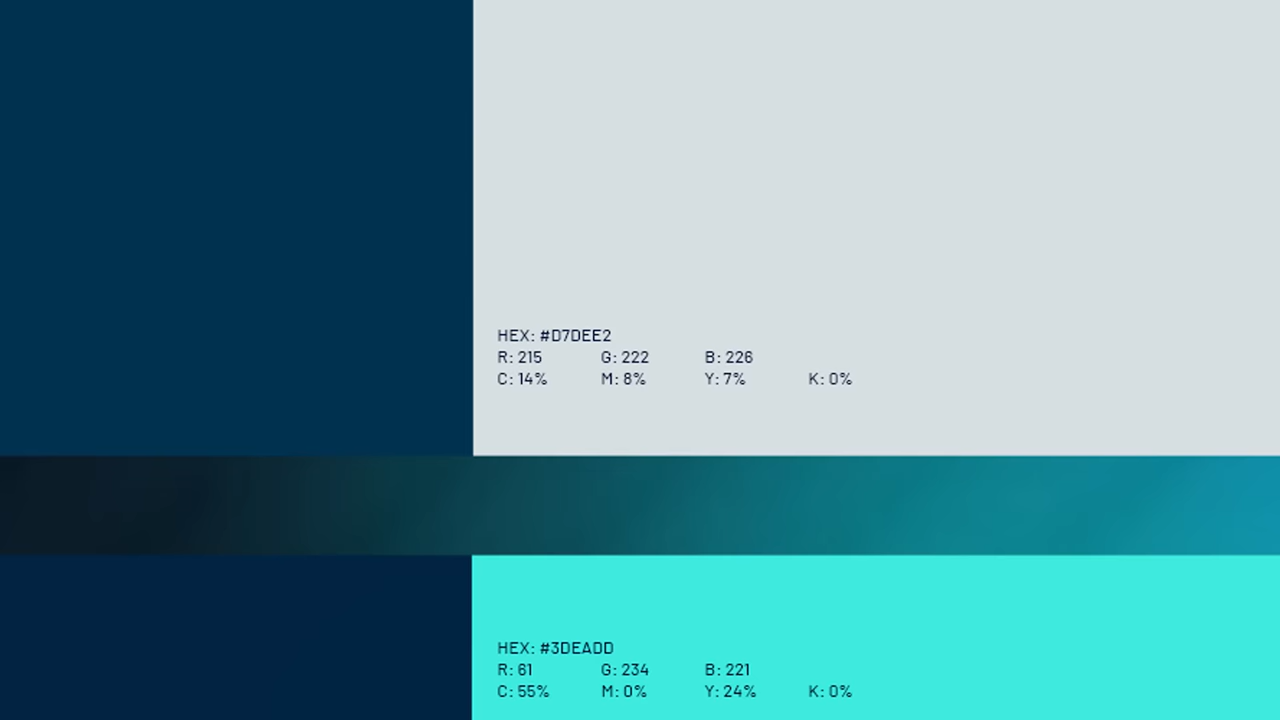 HEX: #D7DEE2
R: 215 G: 222 B: 226
C: 14% M: 8% Y: 7% K: 0%
HEX: #3DEADD
R: 61 G: 234 B: 221
C: 55% M: 0% Y: 24% K: 0%